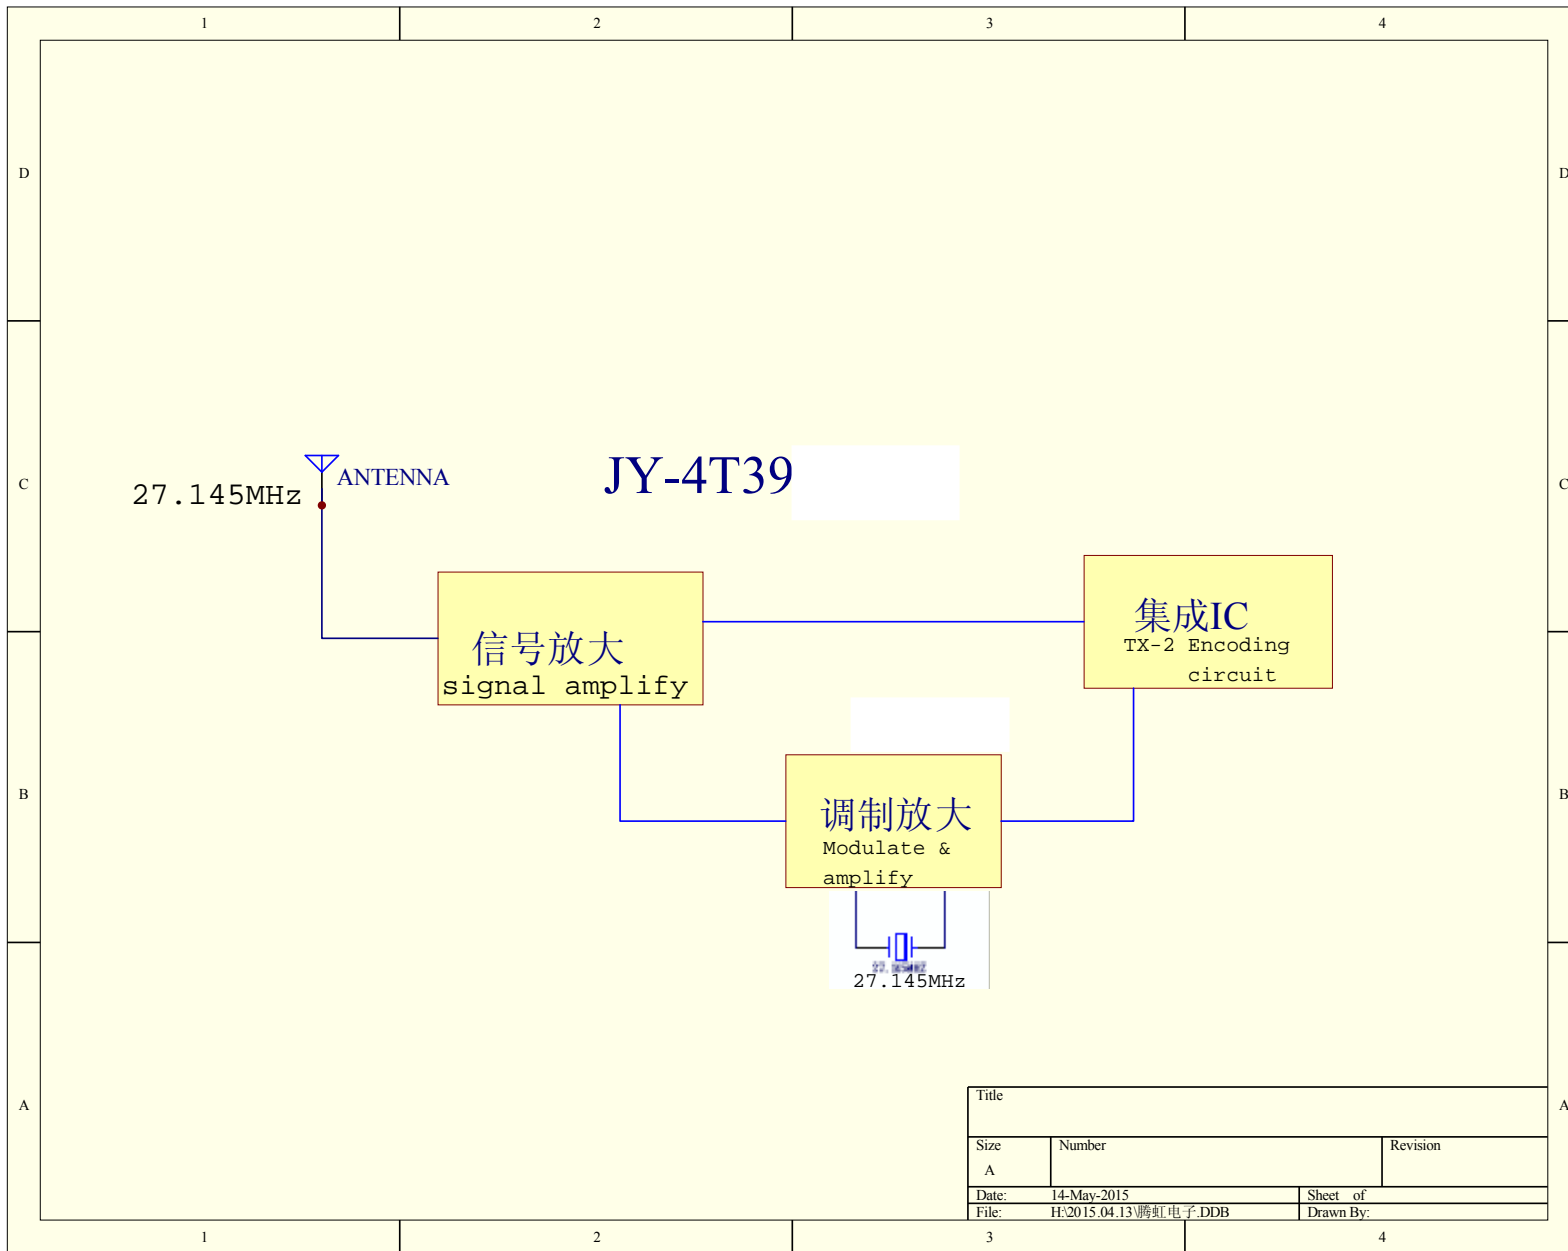 1 2 3 4
D D
JY-4T39
ANTENNA
C C
27.145MHz
集成IC
TX-2 Encoding
circuit
信号放大
signal amplify
B B
调制放大
Modulate &
amplify
27.145MHz
Title
A A
Size Number Revision
A
Date: 14-May-2015 Sheet of
File: H:\2015.04.13\腾虹电子.DDB Drawn By:
1 2 3 4